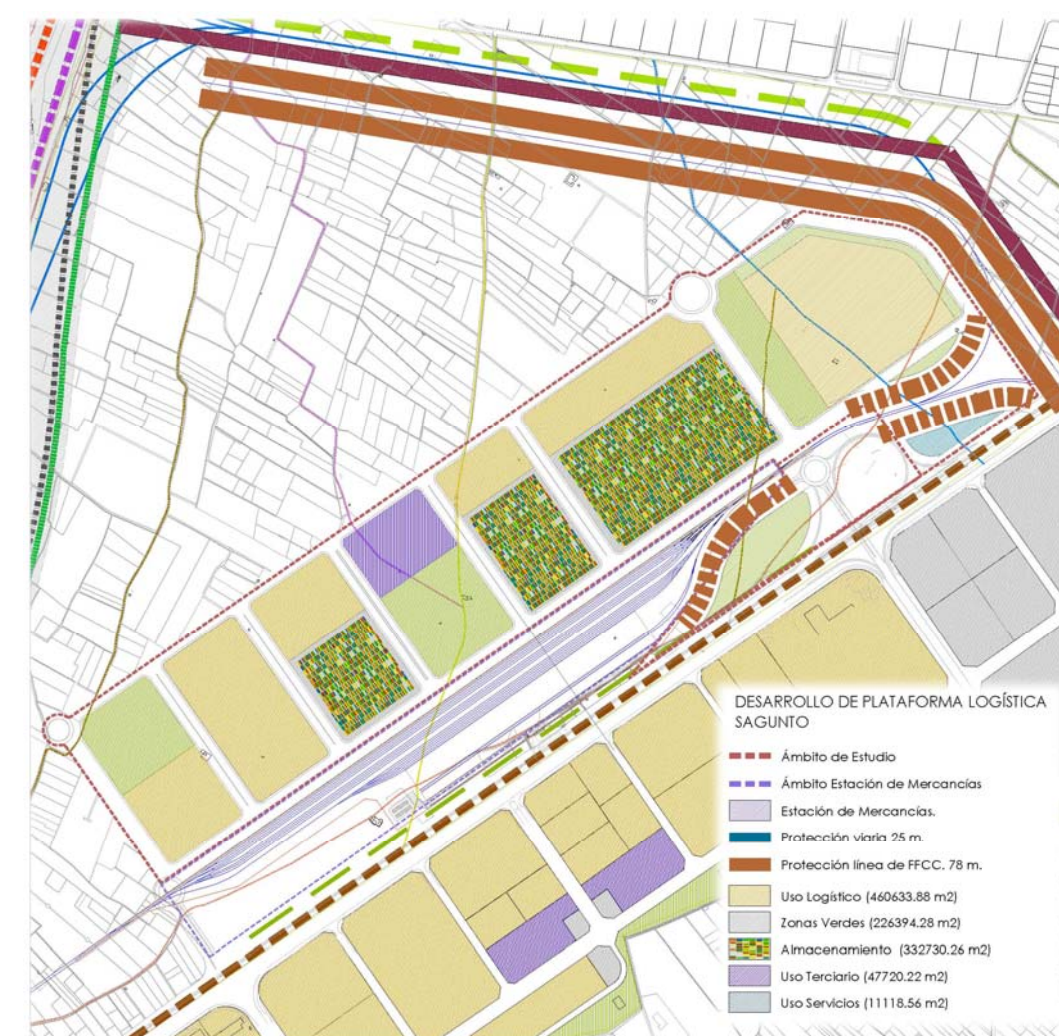 DESARROLLO DE PLATAFORMA LOGÍSTICA
SAGUNTO
Ámbito de Estudio
Ámbito Estación de Mercancías
Estación de Mercancías.
Protección viaria 25 m.
Protección línea de FFCC. 78 m.
Uso Logístico (460633.88 m2)
Zonas Verdes (226394.28 m2)
Almacenamiento (332730.26 m2)
Uso Terciario (47720.22 m2)
Uso Servicios (11118.56 m2)